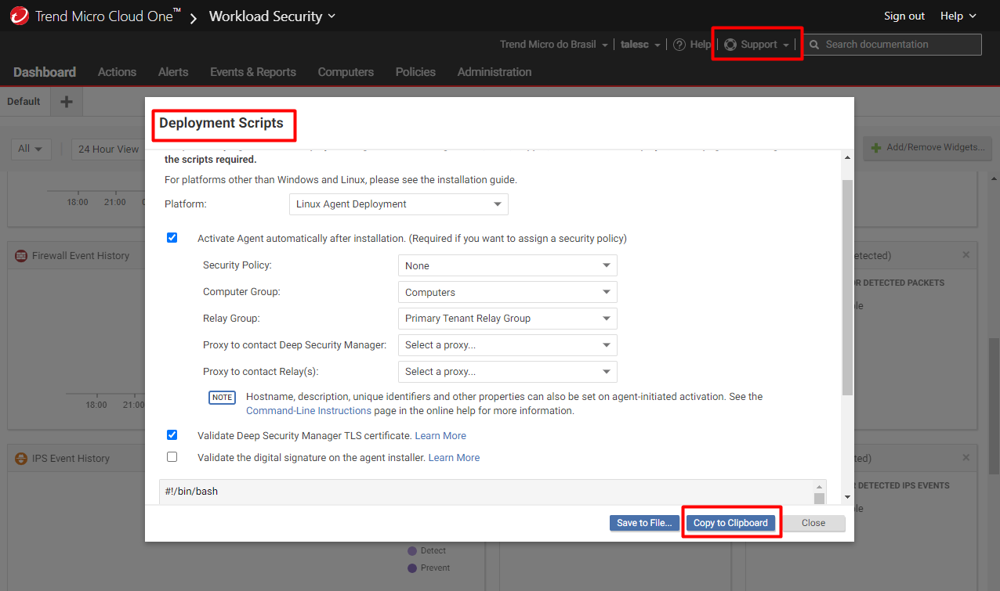 Trend Micro Cloud One™ Workload Security
Sign out Help
Trend Micro do Brasil talesc Help Support Search documentation
Dashboard Actions Alerts Events & Reports Computers Policies Administration
Default
All 24 Hour View Add/Remove Widgets...
Deployment Scripts
the scripts required.
For platforms other than Windows and Linux, please see the installation guide.
Platform: Linux Agent Deployment
18:00 21:00
Activate Agent automatically after installation. (Required if you want to assign a security policy)
Firewall Event History
etected)
Security Policy: None
R DETECTED PACKETS
Computer Group: Computers
le
Relay Group: Primary Tenant Relay Group
Proxy to contact Deep Security Manager: Select a proxy...
Proxy to contact Relay(s): Select a proxy...
NOTE Hostname, description, unique identifiers and other properties can also be set on agent-initiated activation. See the
Command-Line Instructions page in the online help for more information.
18:00 21:00
Validate Deep Security Manager TLS certificate. Learn More
Validate the digital signature on the agent installer. Learn More
IPS Event History
ted)
R DETECTED IPS EVENTS
#!/bin/bash
le
Save to File... Copy to Clipboard Close
Detect
Prevent